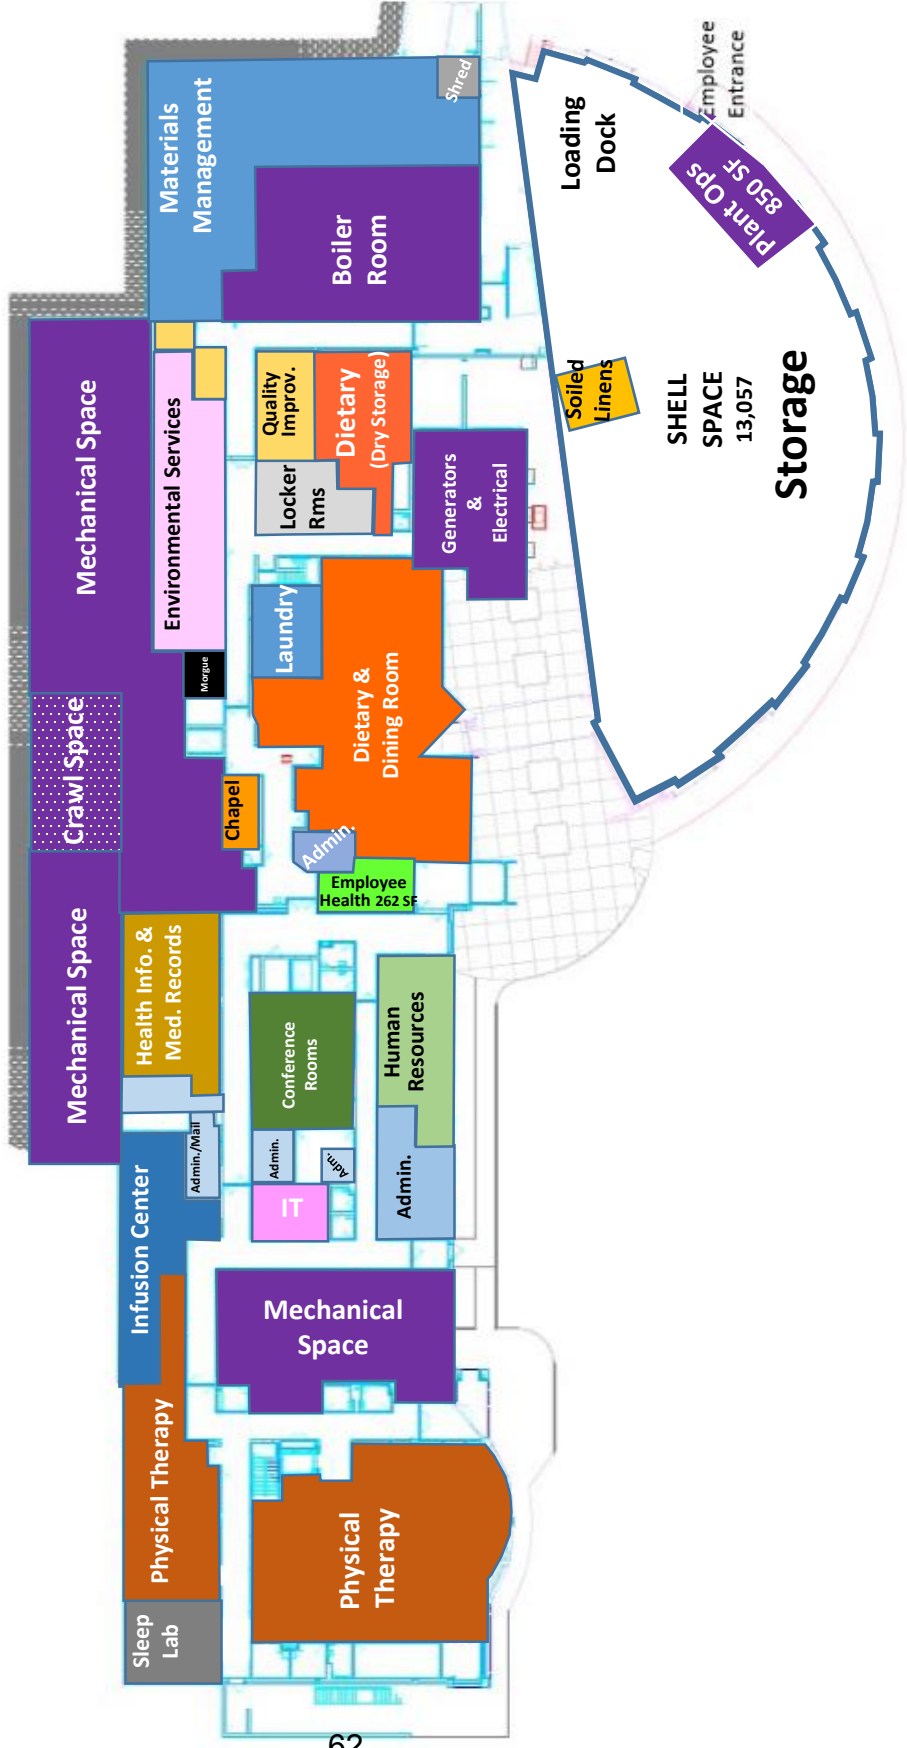 Employee
Entrance
Materials
Management
Shred
Loading
Dock
Plant Ops
850 SF
Boiler
Room
Mechanical Space
Environmental Services
Quality
Improv.
Dietary
(Dry Storage)
Locker
Rms
Generators
&
Electrical
Soiled
Linens
SHELL
SPACE
13,057
Storage
Laundry
Morgue
Dietary &
Dining Room
Crawl Space
Chapel
Admin.
Employee
Health 262 SF
Mechanical Space
Health Info. &
Med. Records
Conference
Rooms
Human
Resources
Admin./Mail
Admin.
Adm.
Admin.
IT
Infusion Center
Mechanical
Space
Physical Therapy
Physical
Therapy
Sleep
Lab
62